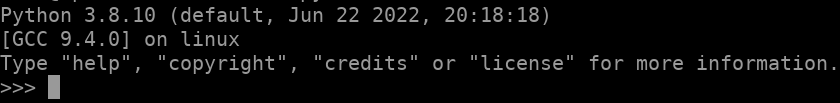 Python 3.8.10 (default, Jun 22 2022, 20:18:18)
[GCC 9.4.0] on linux
Type "help", "copyright", "credits" or "license" for more information.
>>>